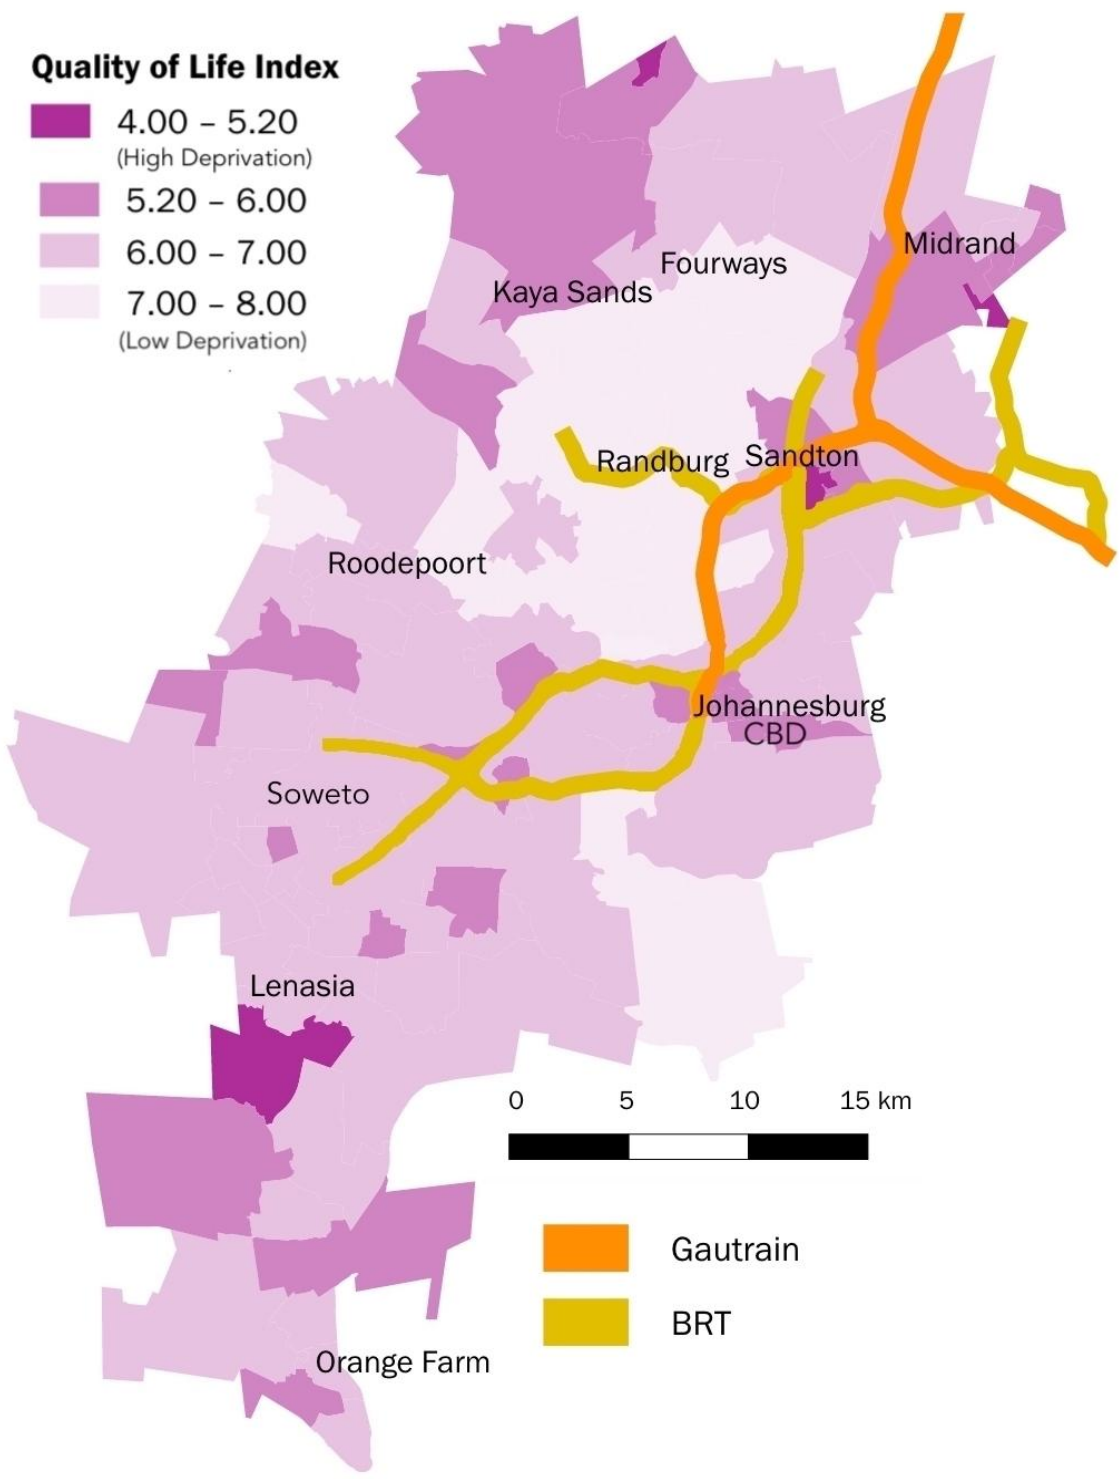 Quality of Life Index
4.00 – 5.20
(High Deprivation)
5.20 – 6.00
6.00 – 7.00
7.00 – 8.00
(Low Deprivation)
Midrand
Fourways
Kaya Sands
Randburg
Sandton
Roodepoort
Johannesburg
CBD
Soweto
Lenasia
0 5 10 15 km
Gautrain
BRT
Orange Farm